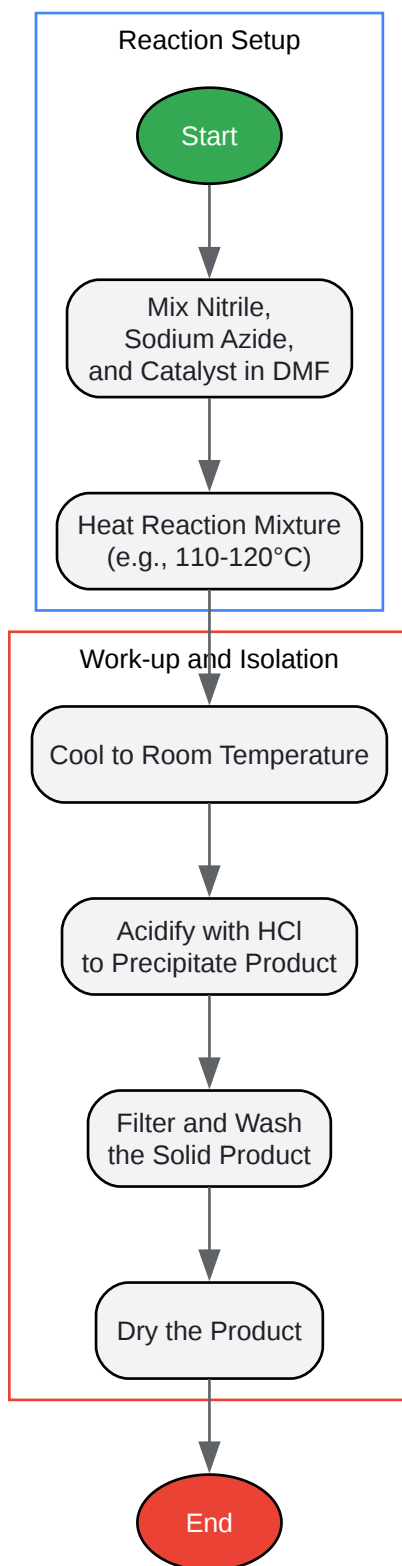 Reaction Setup
Start
Mix Nitrile,
Sodium Azide,
and Catalyst in DMF
Heat Reaction Mixture
(e.g., 110-120°C)
Work-up and Isolation
Cool to Room Temperature
Acidify with HCl
to Precipitate Product
Filter and Wash
the Solid Product
Dry the Product
End